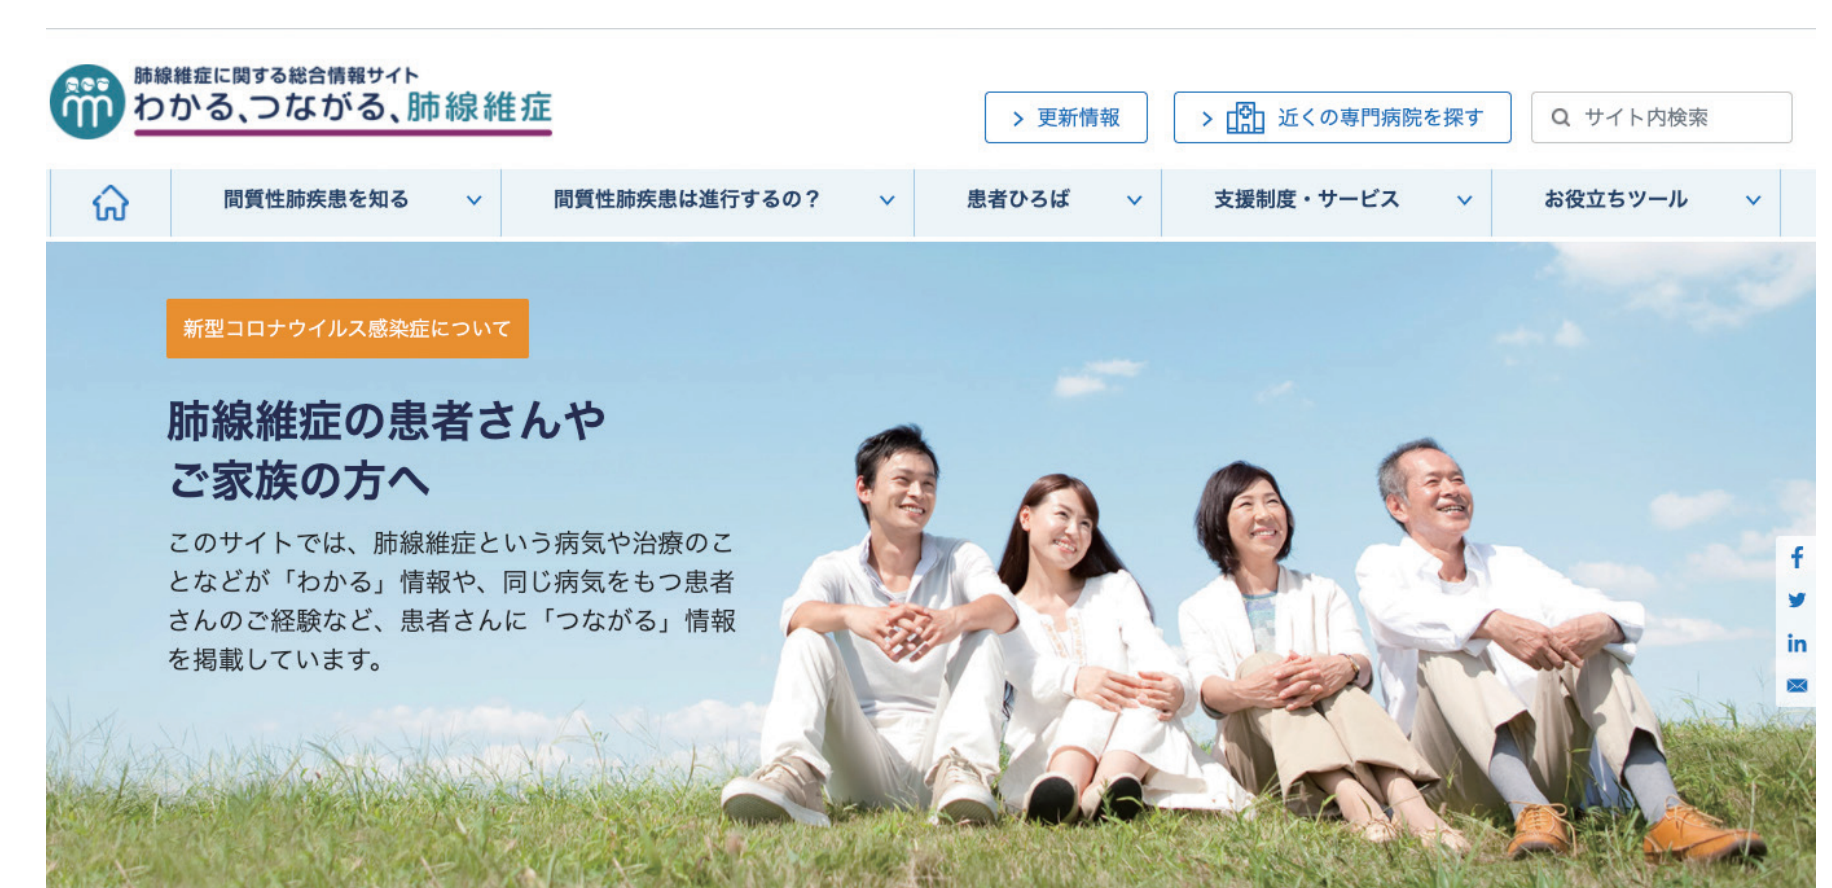 肺線維症に関する総合情報サイト
わかる、つながる、肺線維症
更新情報
近くの専門病院を探す
サイト内検索
間質性肺疾患を知る
間質性肺疾患は進行するの？
患者ひろば
支援制度・サービス
お役立ちツール
新型コロナウイルス感染症について
肺線維症の患者さんや
ご家族の方へ
このサイトでは、肺線維症という病気や治療のこ
となどが「わかる」情報や、同じ病気をもつ患者
さんのご経験など、患者さんに「つながる」情報
を掲載しています。
f
in